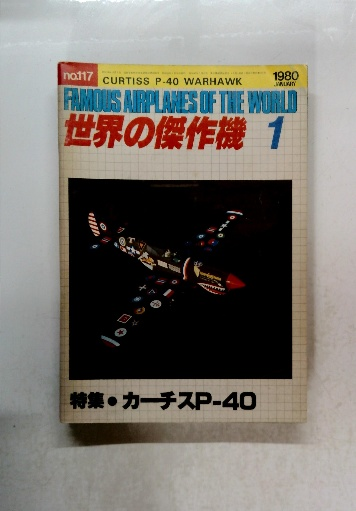 no.117
CURTISS P-40 WARHAWK
1980
JANUARY
FAMOUS AIRPLANES OF THE WORLD
世界の傑作機 1
特集●カーチスP-40